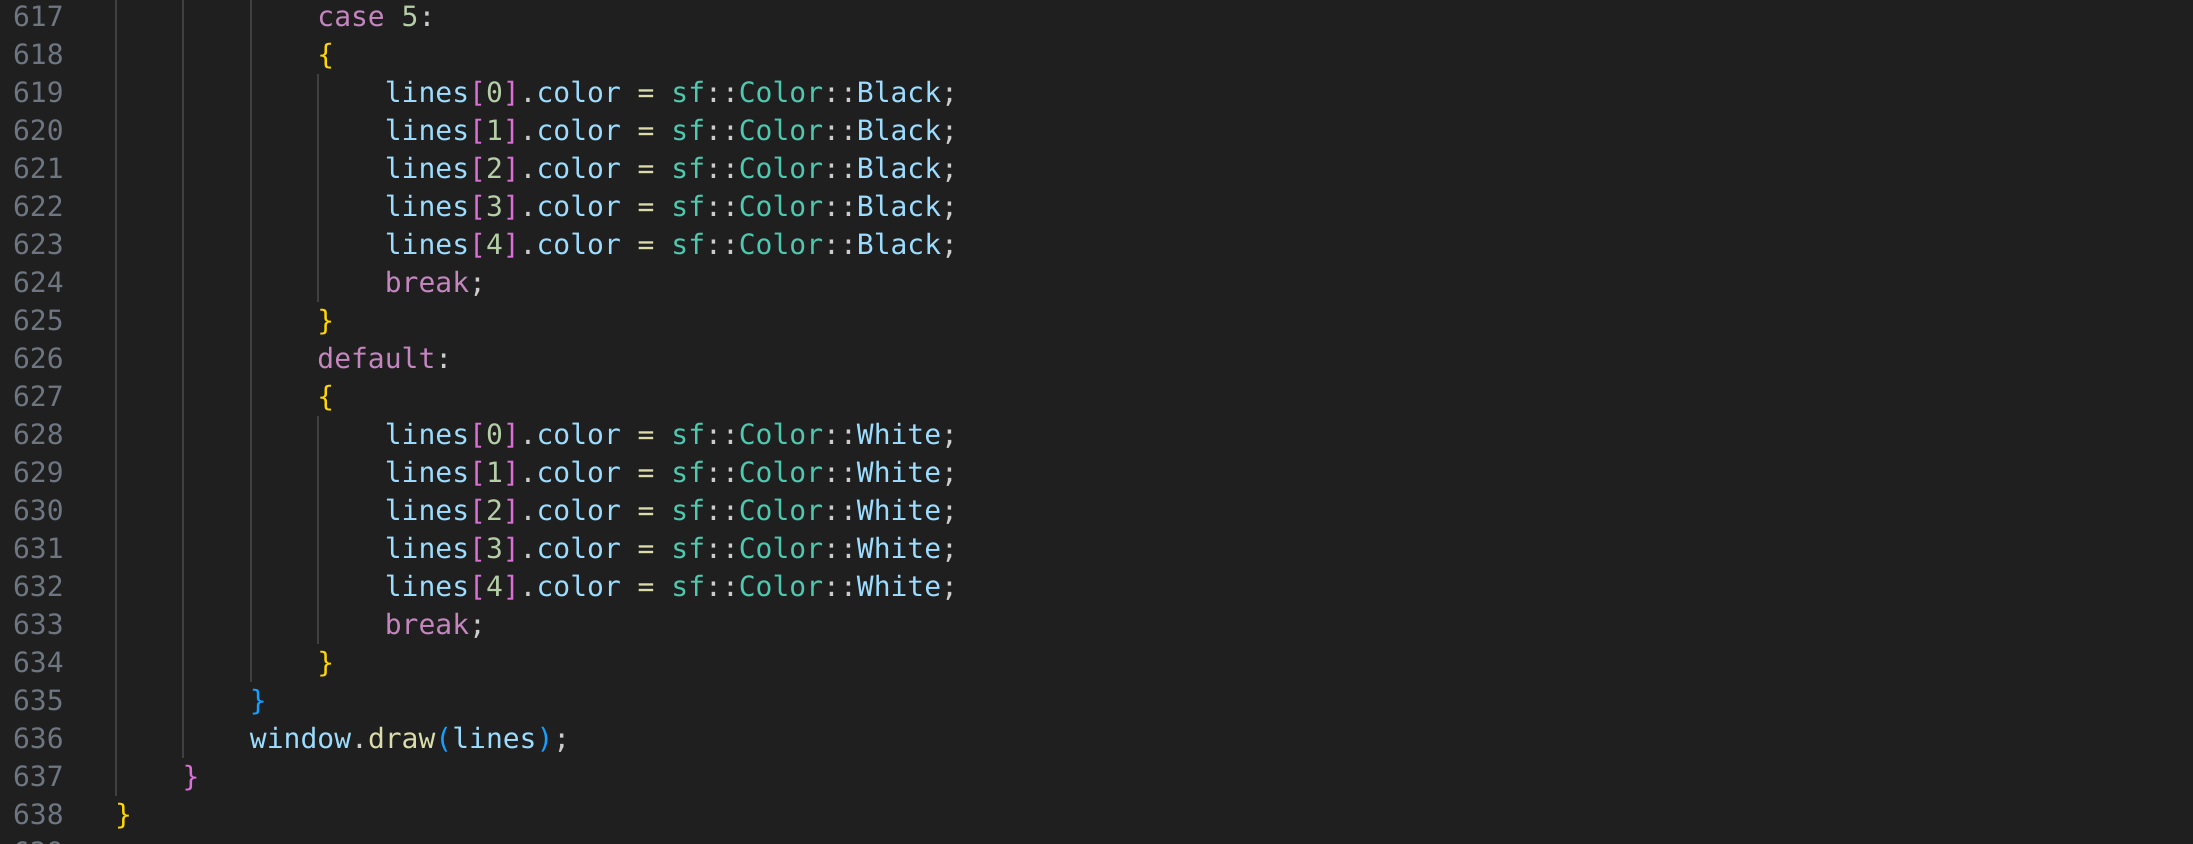 617 case 5:
618 {
619 lines[0].color = sf::Color::Black;
620 lines[1].color = sf::Color::Black;
621 lines[2].color = sf::Color::Black;
622 lines[3].color = sf::Color::Black;
623 lines[4].color = sf::Color::Black;
624 break;
625 }
626 default:
627 {
628 lines[0].color = sf::Color::White;
629 lines[1].color = sf::Color::White;
630 lines[2].color = sf::Color::White;
631 lines[3].color = sf::Color::White;
632 lines[4].color = sf::Color::White;
633 break;
634 }
635 }
636 window.draw(lines);
637 }
638 }